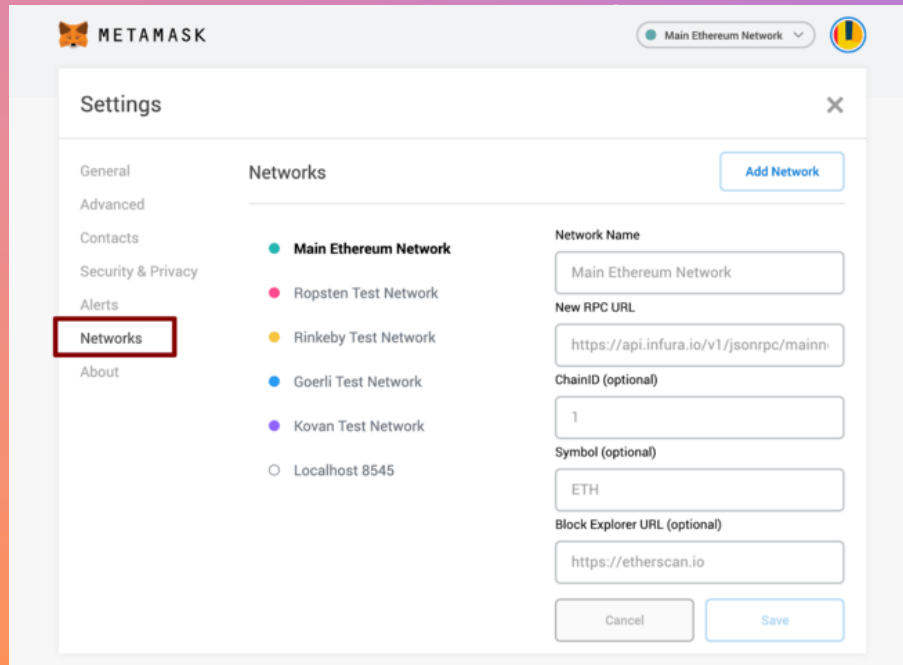 METAMASK
Main Ethereum Network
Settings
General
Advanced
Contacts
Security & Privacy
Alerts
Networks
About
Networks
Add Network
Main Ethereum Network
Ropsten Test Network
Rinkeby Test Network
Goerli Test Network
Kovan Test Network
Localhost 8545
Network Name
Main Ethereum Network
New RPC URL
https://api.infura.io/v1/jsonrpc/mainn
ChainID (optional)
1
Symbol (optional)
ETH
Block Explorer URL (optional)
https://etherscan.io
Cancel
Save